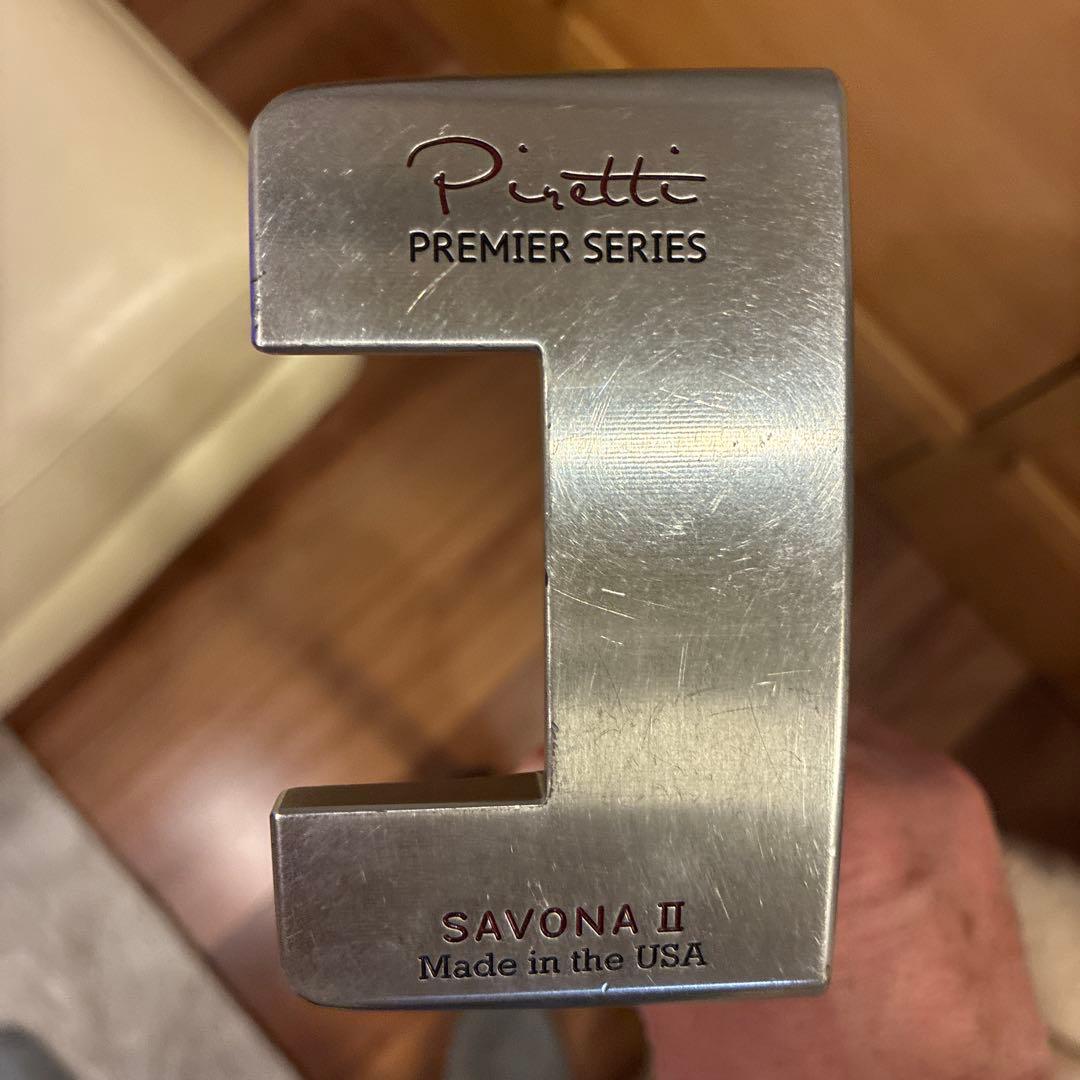 Piretti
PREMIER SERIES
SAVONA II
Made in the USA